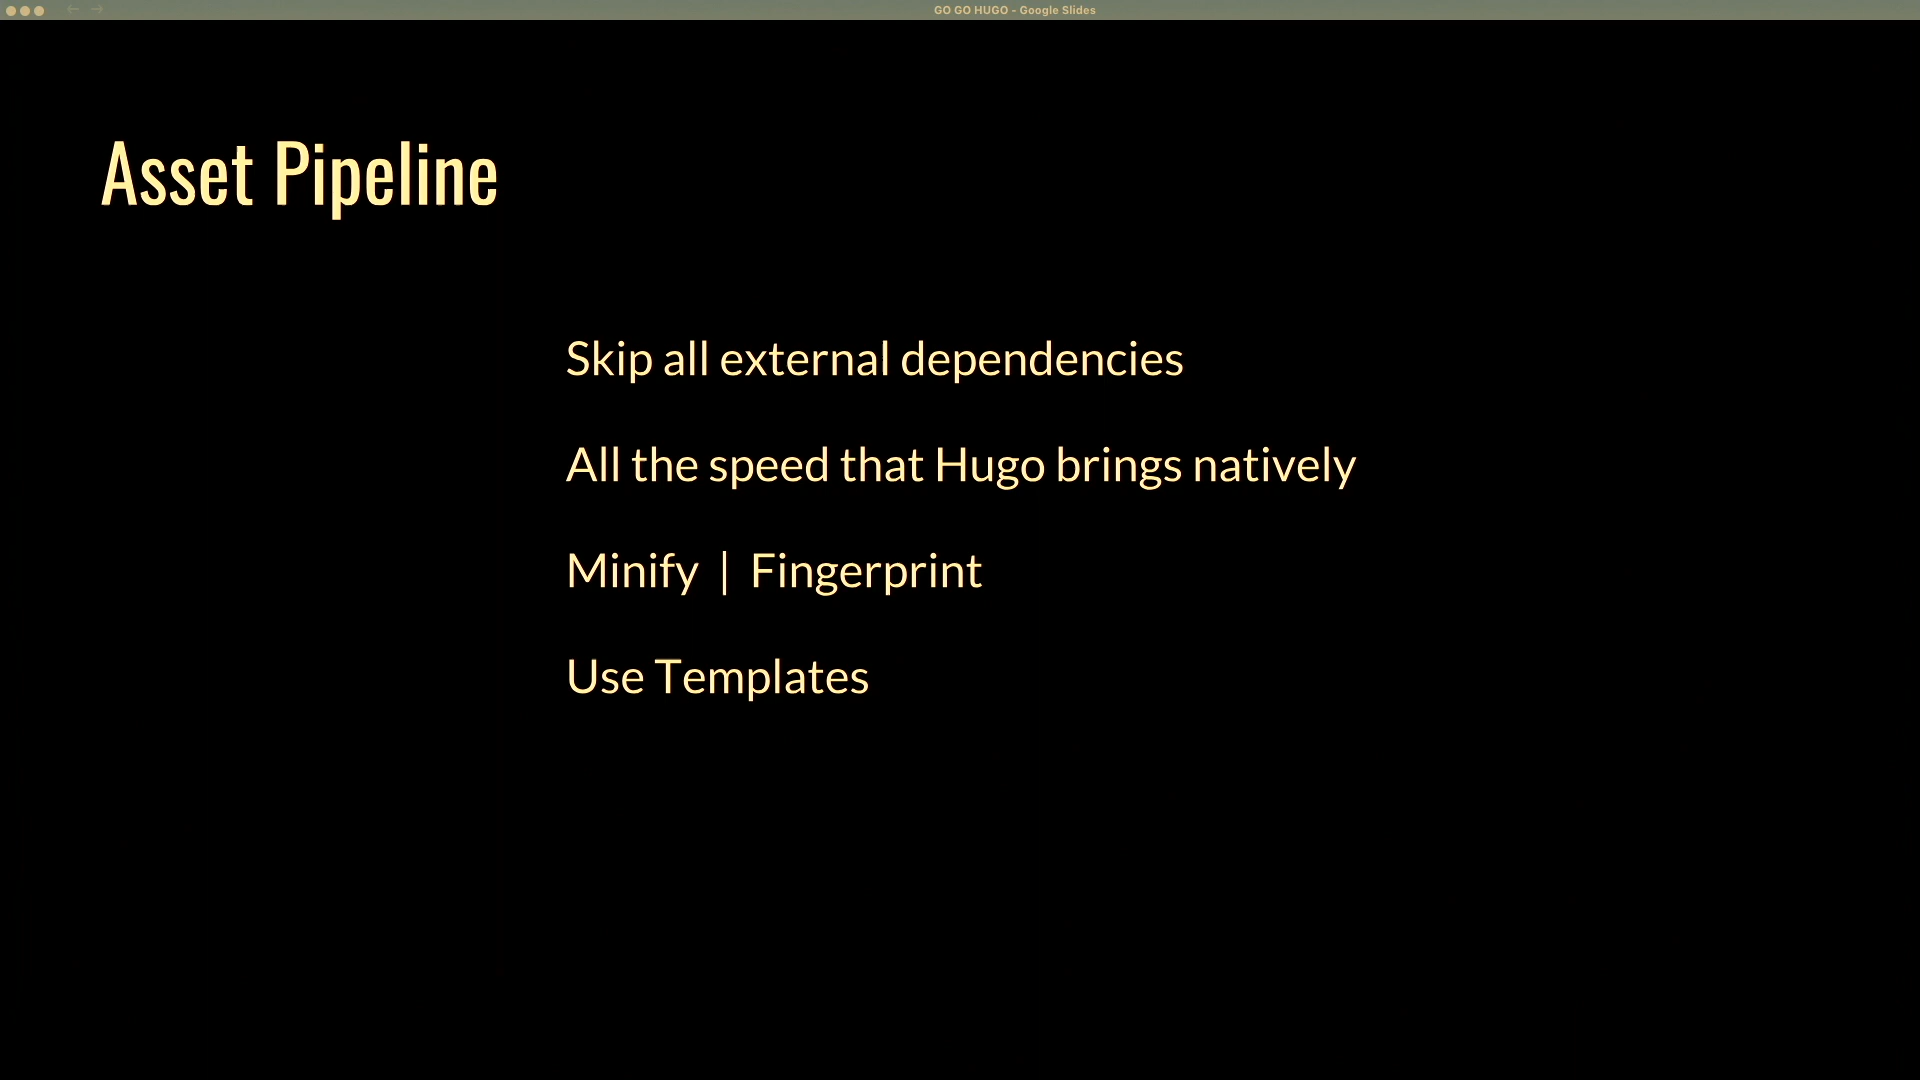 GO GO HUGO - Google Slides
Asset Pipeline
Skip all external dependencies
All the speed that Hugo brings natively
Minify | Fingerprint
Use Templates